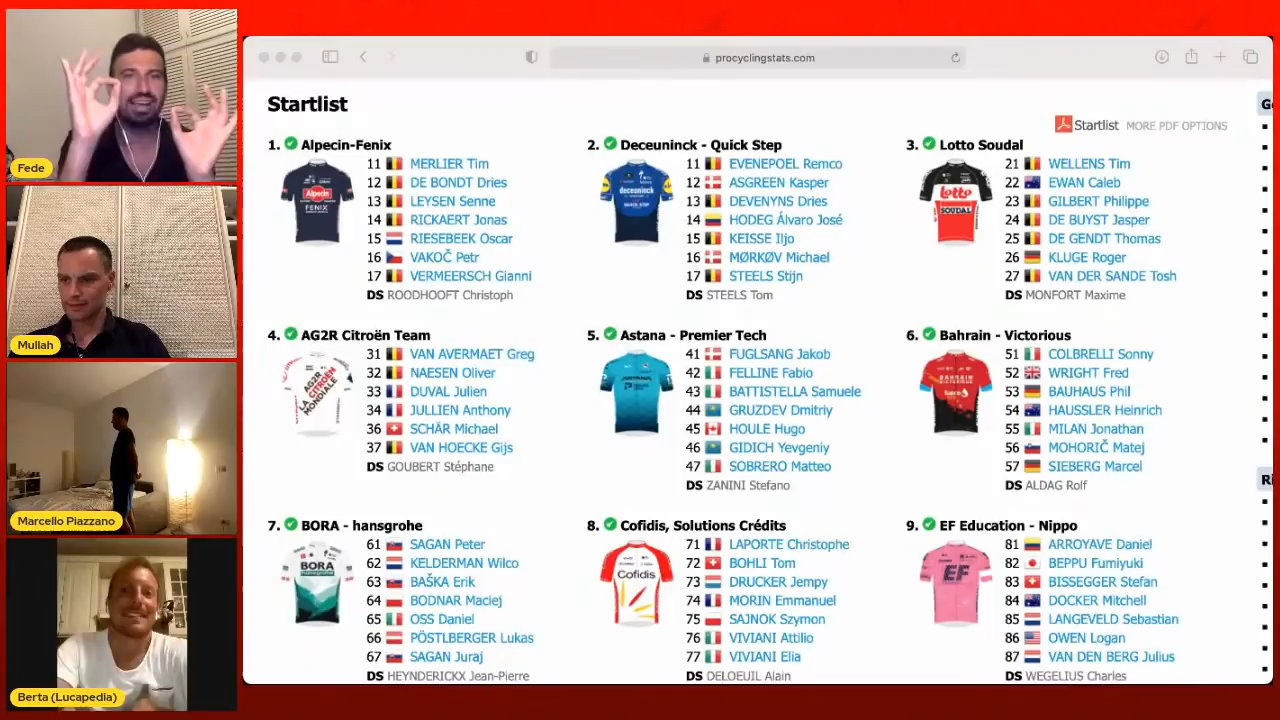 procyclingstats.com
Startlist
Startlist MORE PDF OPTIONS
1. Alpecin-Fenix
Alpecin
FENIX
11 MERLIER Tim
12 DE BONDT Dries
13 LEYSEN Senne
14 RICKAERT Jonas
15 RIESEBEEK Oscar
16 VAKOČ Petr
17 VERMEERSCH Gianni
DS ROODHOOFT Christoph
2. Deceuninck - Quick Step
deceuninck
11 EVENEPOEL Remco
12 ASGREEN Kasper
13 DEVENYNS Dries
14 HODEG Álvaro José
15 KEISSE Iljo
16 MØRKØV Michael
17 STEELS Stijn
DS STEELS Tom
3. Lotto Soudal
Lotto
SOUDAL
21 WELLENS Tim
22 EWAN Caleb
23 GILBERT Philippe
24 DE BUYST Jasper
25 DE GENDT Thomas
26 KLUGE Roger
27 VAN DER SANDE Tosh
DS MONFORT Maxime
4. AG2R Citroën Team
AG2R
CITROËN
MONDIALE
31 VAN AVERMAET Greg
32 NAESEN Oliver
33 DUVAL Julien
34 JULLIEN Anthony
36 SCHÄR Michael
37 VAN HOECKE Gijs
DS GOUBERT Stéphane
5. Astana - Premier Tech
ASTANA
41 FUGLSANG Jakob
42 FELLINE Fabio
43 BATTISTELLA Samuele
44 GRUZDEV Dmitriy
45 HOULE Hugo
46 GIDICH Yevgeniy
47 SOBRERO Matteo
DS ZANINI Stefano
6. Bahrain - Victorious
BAHRAIN
VICTORIOUS
51 COLBRELLI Sonny
52 WRIGHT Fred
53 BAUHAUS Phil
54 HAUSSLER Heinrich
55 MILAN Jonathan
56 MOHORIČ Matej
57 SIEBERG Marcel
DS ALDAG Rolf
7. BORA - hansgrohe
BORA
61 SAGAN Peter
62 KELDERMAN Wilco
63 BAŠKA Erik
64 BODNAR Maciej
65 OSS Daniel
66 PÖSTLBERGER Lukas
67 SAGAN Juraj
DS HEYNDERICKX Jean-Pierre
8. Cofidis, Solutions Crédits
Cofidis
71 LAPORTE Christophe
72 BOHLI Tom
73 DRUCKER Jempy
74 MORIN Emmanuel
75 SAJNOK Szymon
76 VIVIANI Attilio
77 VIVIANI Elia
DS DELOEUIL Alain
9. EF Education - Nippo
EF
81 ARROYAVE Daniel
82 BEPPU Fumiyuki
83 BISSEGGER Stefan
84 DOCKER Mitchell
85 LANGEVELD Sebastian
86 OWEN Logan
87 VAN DEN BERG Julius
DS WEGELIUS Charles
Fede
Mullah
Marcello Piazzano
Berta (Lucapedia)